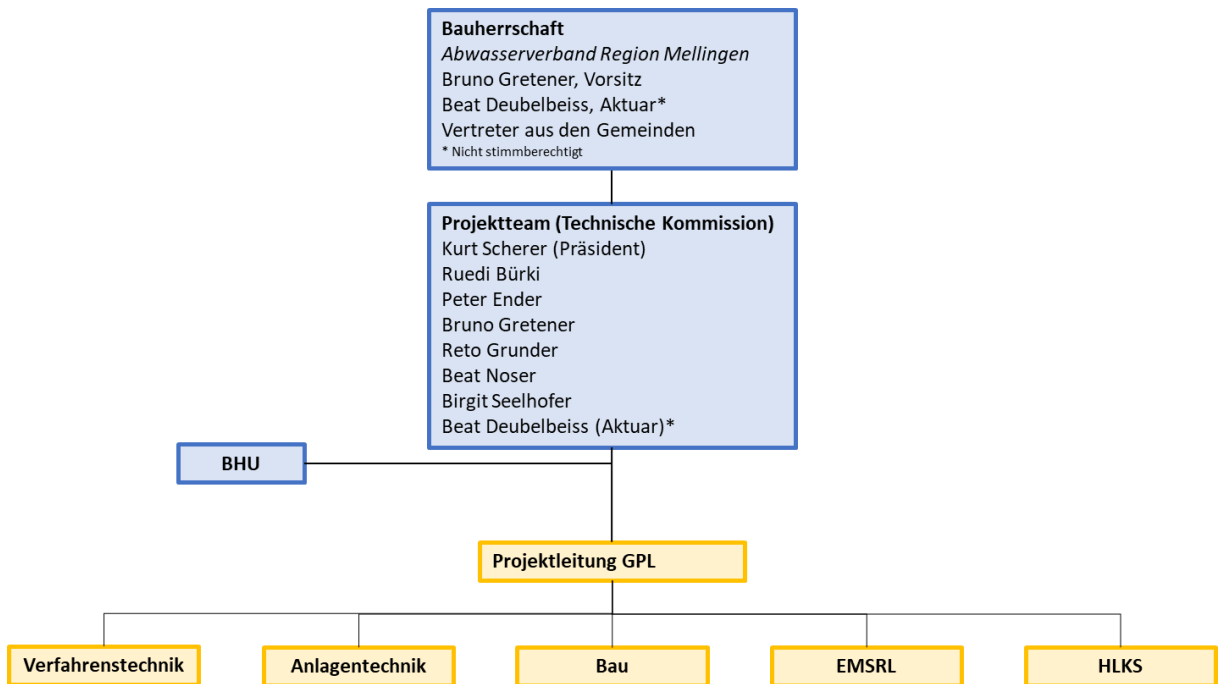 Bauherrschaft
Abwasserverband Region Mellingen
Bruno Gretener, Vorsitz
Beat Deubelbeiss, Aktuar*
Vertreter aus den Gemeinden
* Nicht stimmberechtigt
Projektteam (Technische Kommission)
Kurt Scherer (Präsident)
Ruedi Bürki
Peter Ender
Bruno Gretener
Reto Grunder
Beat Noser
Birgit Seelhofer
Beat Deubelbeiss (Aktuar)*
BHU
Projektleitung GPL
Verfahrenstechnik
Anlagentechnik
Bau
EMSRL
HLKS